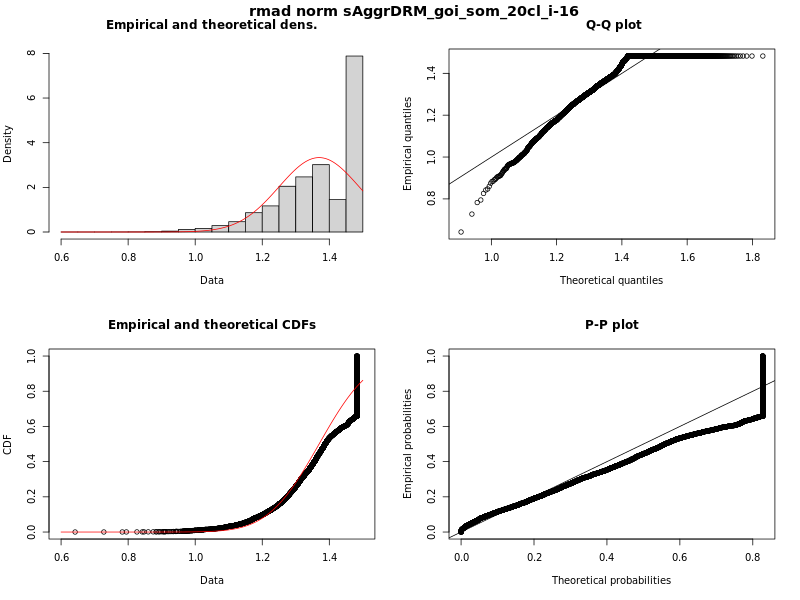 rmad norm sAggrDRM_goi_som_20cl_i-16
Empirical and theoretical dens.
Density
0 2 4 6 8
0.6 0.8 1.0 1.2 1.4
Data
Q-Q plot
Empirical quantiles
0.8 1.0 1.2 1.4
1.0 1.2 1.4 1.6 1.8
Theoretical quantiles
Empirical and theoretical CDFs
CDF
0.0 0.2 0.4 0.6 0.8 1.0
0.6 0.8 1.0 1.2 1.4
Data
P-P plot
Empirical probabilities
0.0 0.2 0.4 0.6 0.8 1.0
0.0 0.2 0.4 0.6 0.8
Theoretical probabilities